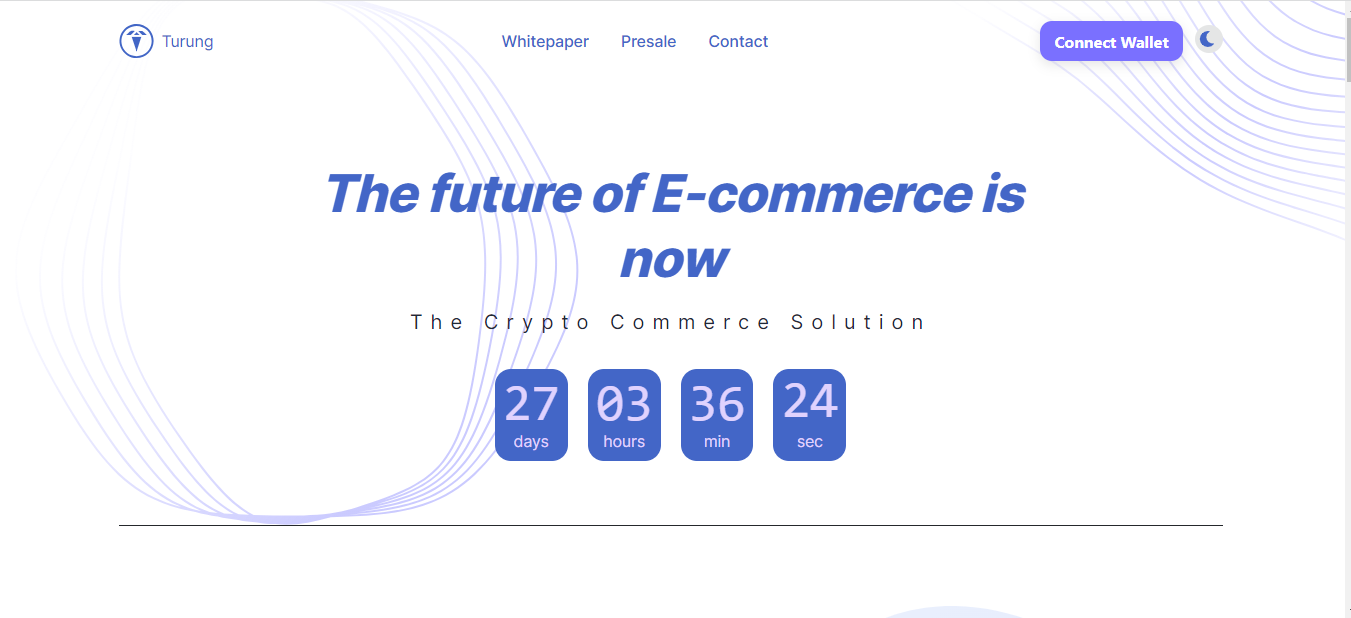 Turung
Whitepaper Presale Contact
Connect Wallet
The future of E-commerce is
now
The Crypto Commerce Solution
27 03 36 24
days hours min sec